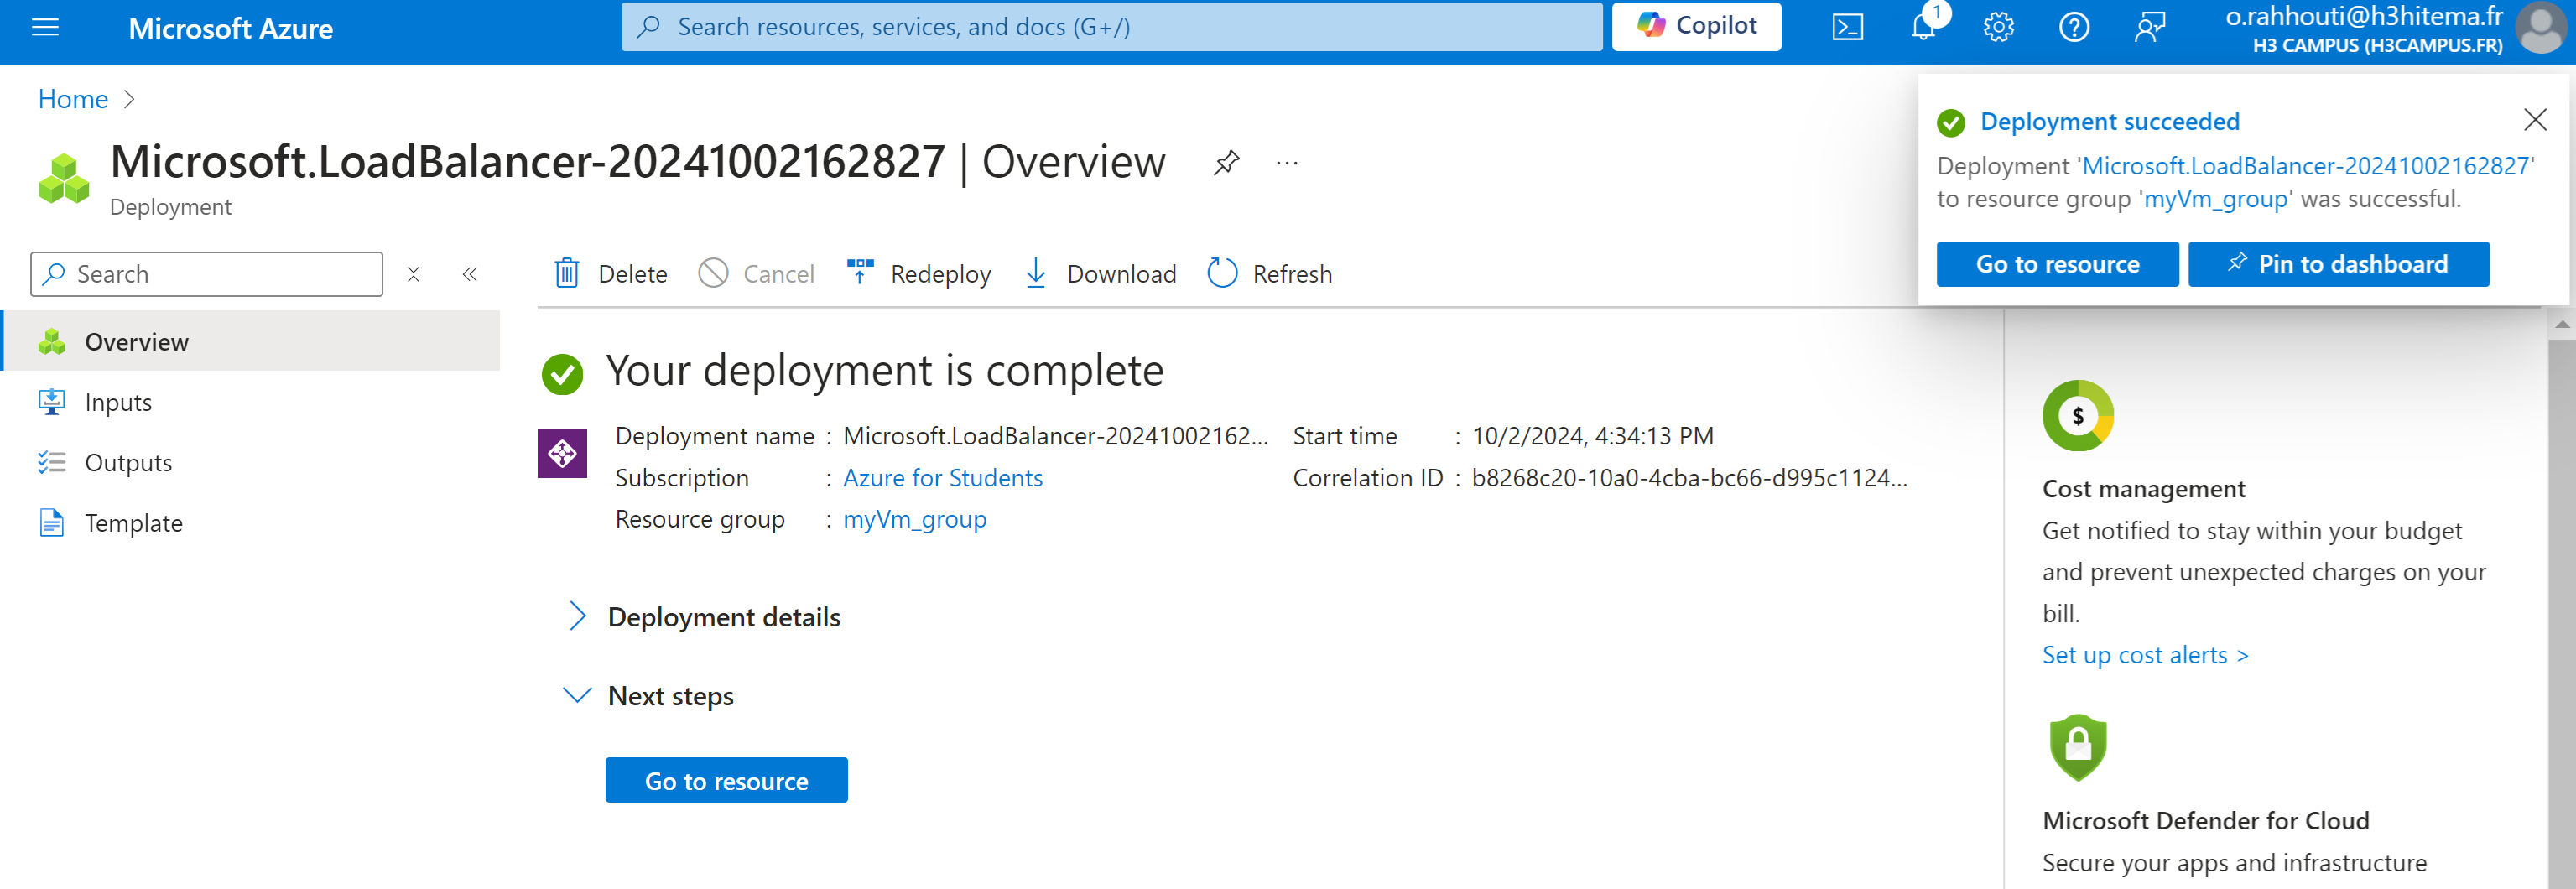 Microsoft Azure
Search resources, services, and docs (G+/)
Copilot
1
o.rahhouti@h3hitema.fr
H3 CAMPUS (H3CAMPUS.FR)
Home
Microsoft.LoadBalancer-20241002162827 | Overview
...
Deployment
Deployment succeeded
Deployment 'Microsoft.LoadBalancer-20241002162827'
to resource group 'myVm_group' was successful.
Go to resource
Pin to dashboard
Search
Delete
Cancel
Redeploy
Download
Refresh
Overview
Inputs
Outputs
Template
Your deployment is complete
Deployment name : Microsoft.LoadBalancer-20241002162...
Subscription : Azure for Students
Resource group : myVm_group
Start time : 10/2/2024, 4:34:13 PM
Correlation ID : b8268c20-10a0-4cba-bc66-d995c1124...
Deployment details
Next steps
Go to resource
$
Cost management
Get notified to stay within your budget
and prevent unexpected charges on your
bill.
Set up cost alerts >
Microsoft Defender for Cloud
Secure your apps and infrastructure